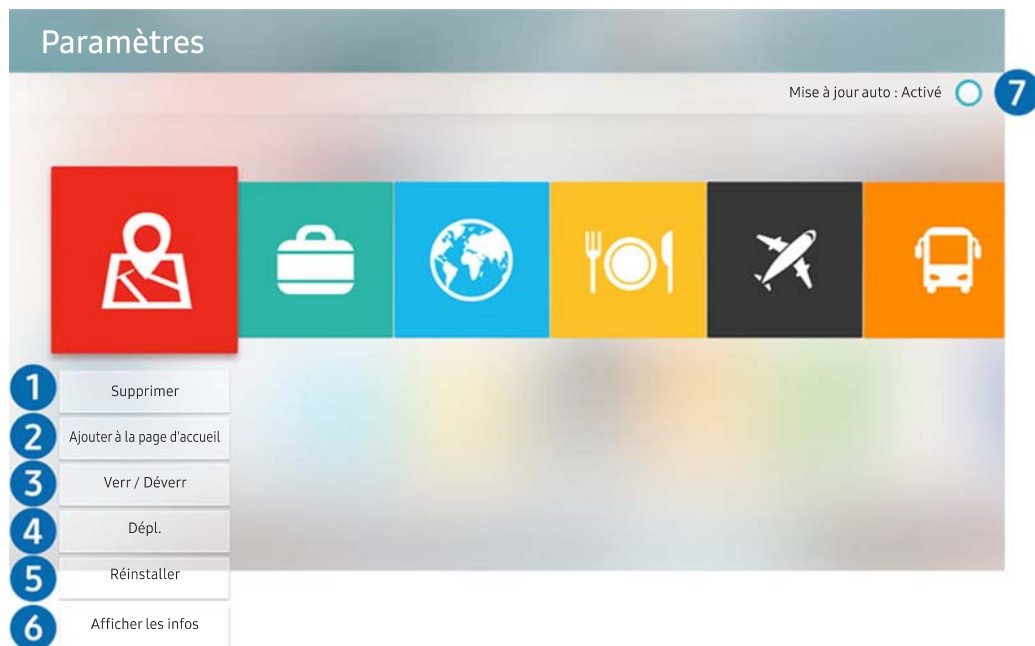 Paramètres
Mise à jour auto : Activé 7
1 Supprimer
2 Ajouter à la page d'accueil
3 Verr / Déverr
4 Dépl.
5 Réinstaller
6 Afficher les infos